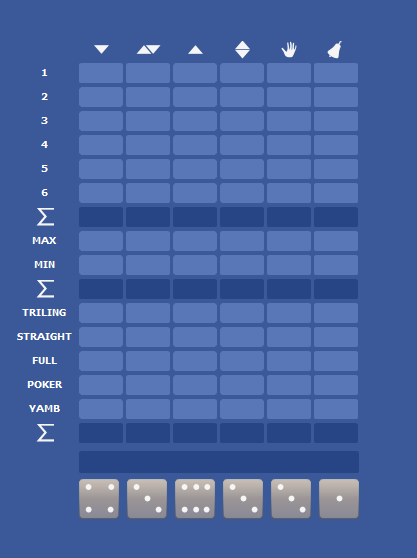 1
2
3
4
5
6
Σ
MAX
MIN
Σ
TRILING
STRAIGHT
FULL
POKER
YAMB
Σ